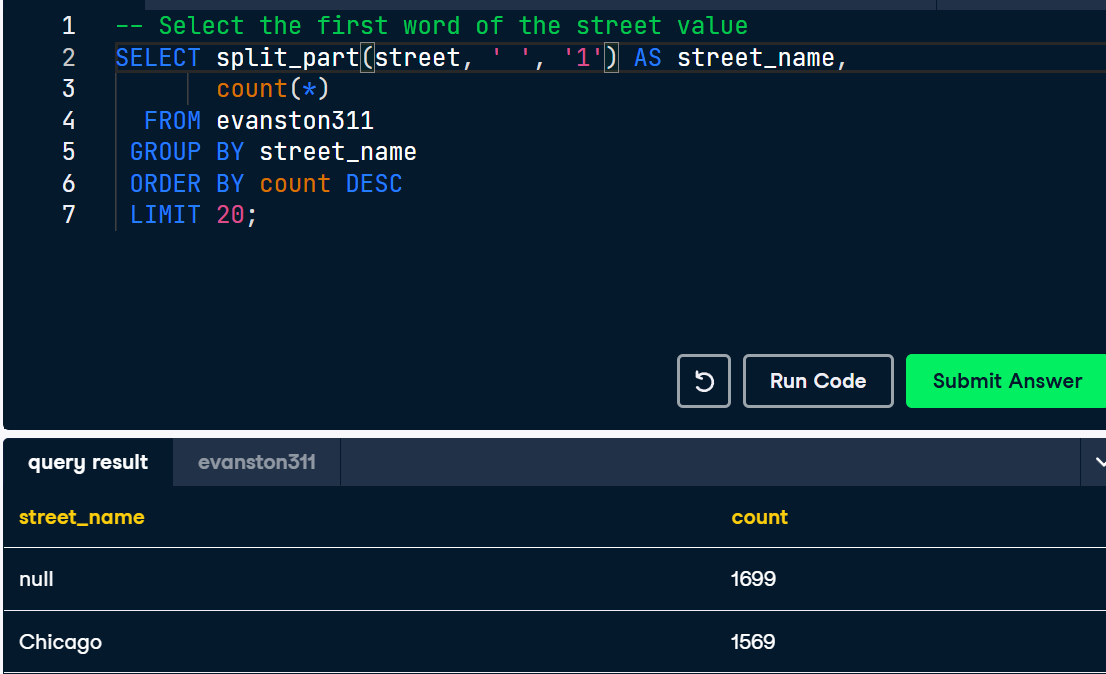 1 -- Select the first word of the street value
2 SELECT split_part(street, ' ', '1') AS street_name,
3 count(*)
4 FROM evanston311
5 GROUP BY street_name
6 ORDER BY count DESC
7 LIMIT 20;
Run Code Submit Answer
query result evanston311
street_name count
null 1699
Chicago 1569